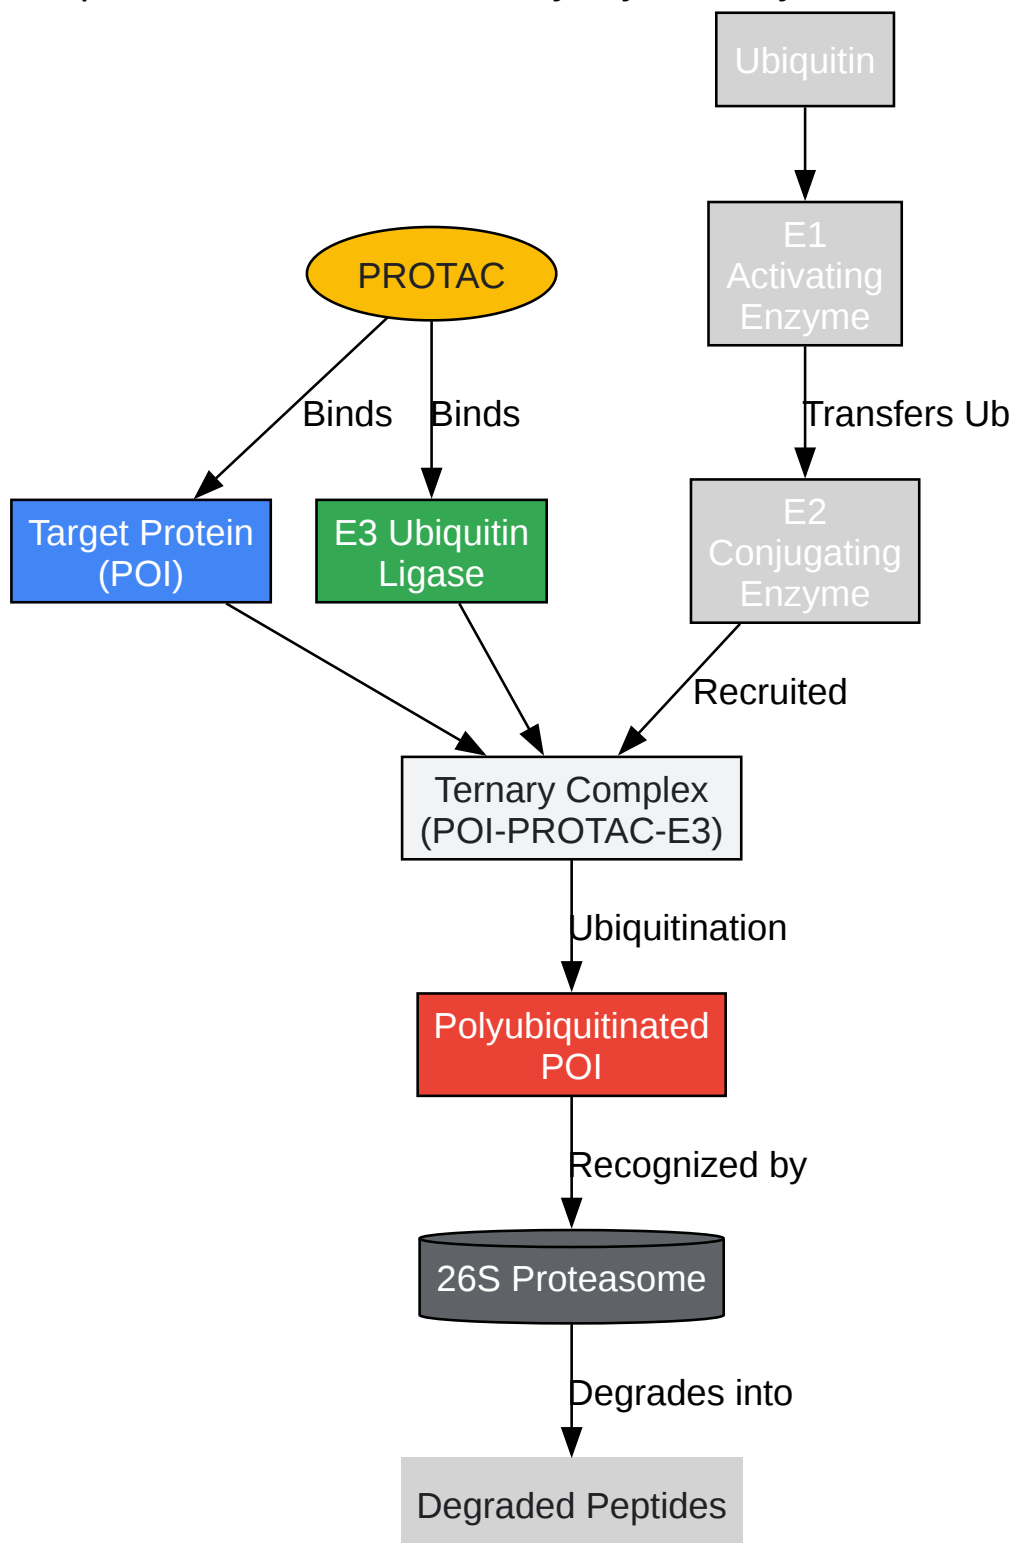 Ubiquitin
E1
Activating
Enzyme
PROTAC
Binds
Binds
Transfers Ub
Target Protein
(POI)
E3 Ubiquitin
Ligase
E2
Conjugating
Enzyme
Recruited
Ternary Complex
(POI-PROTAC-E3)
Ubiquitination
Polyubiquitinated
POI
Recognized by
26S Proteasome
Degrades into
Degraded Peptides